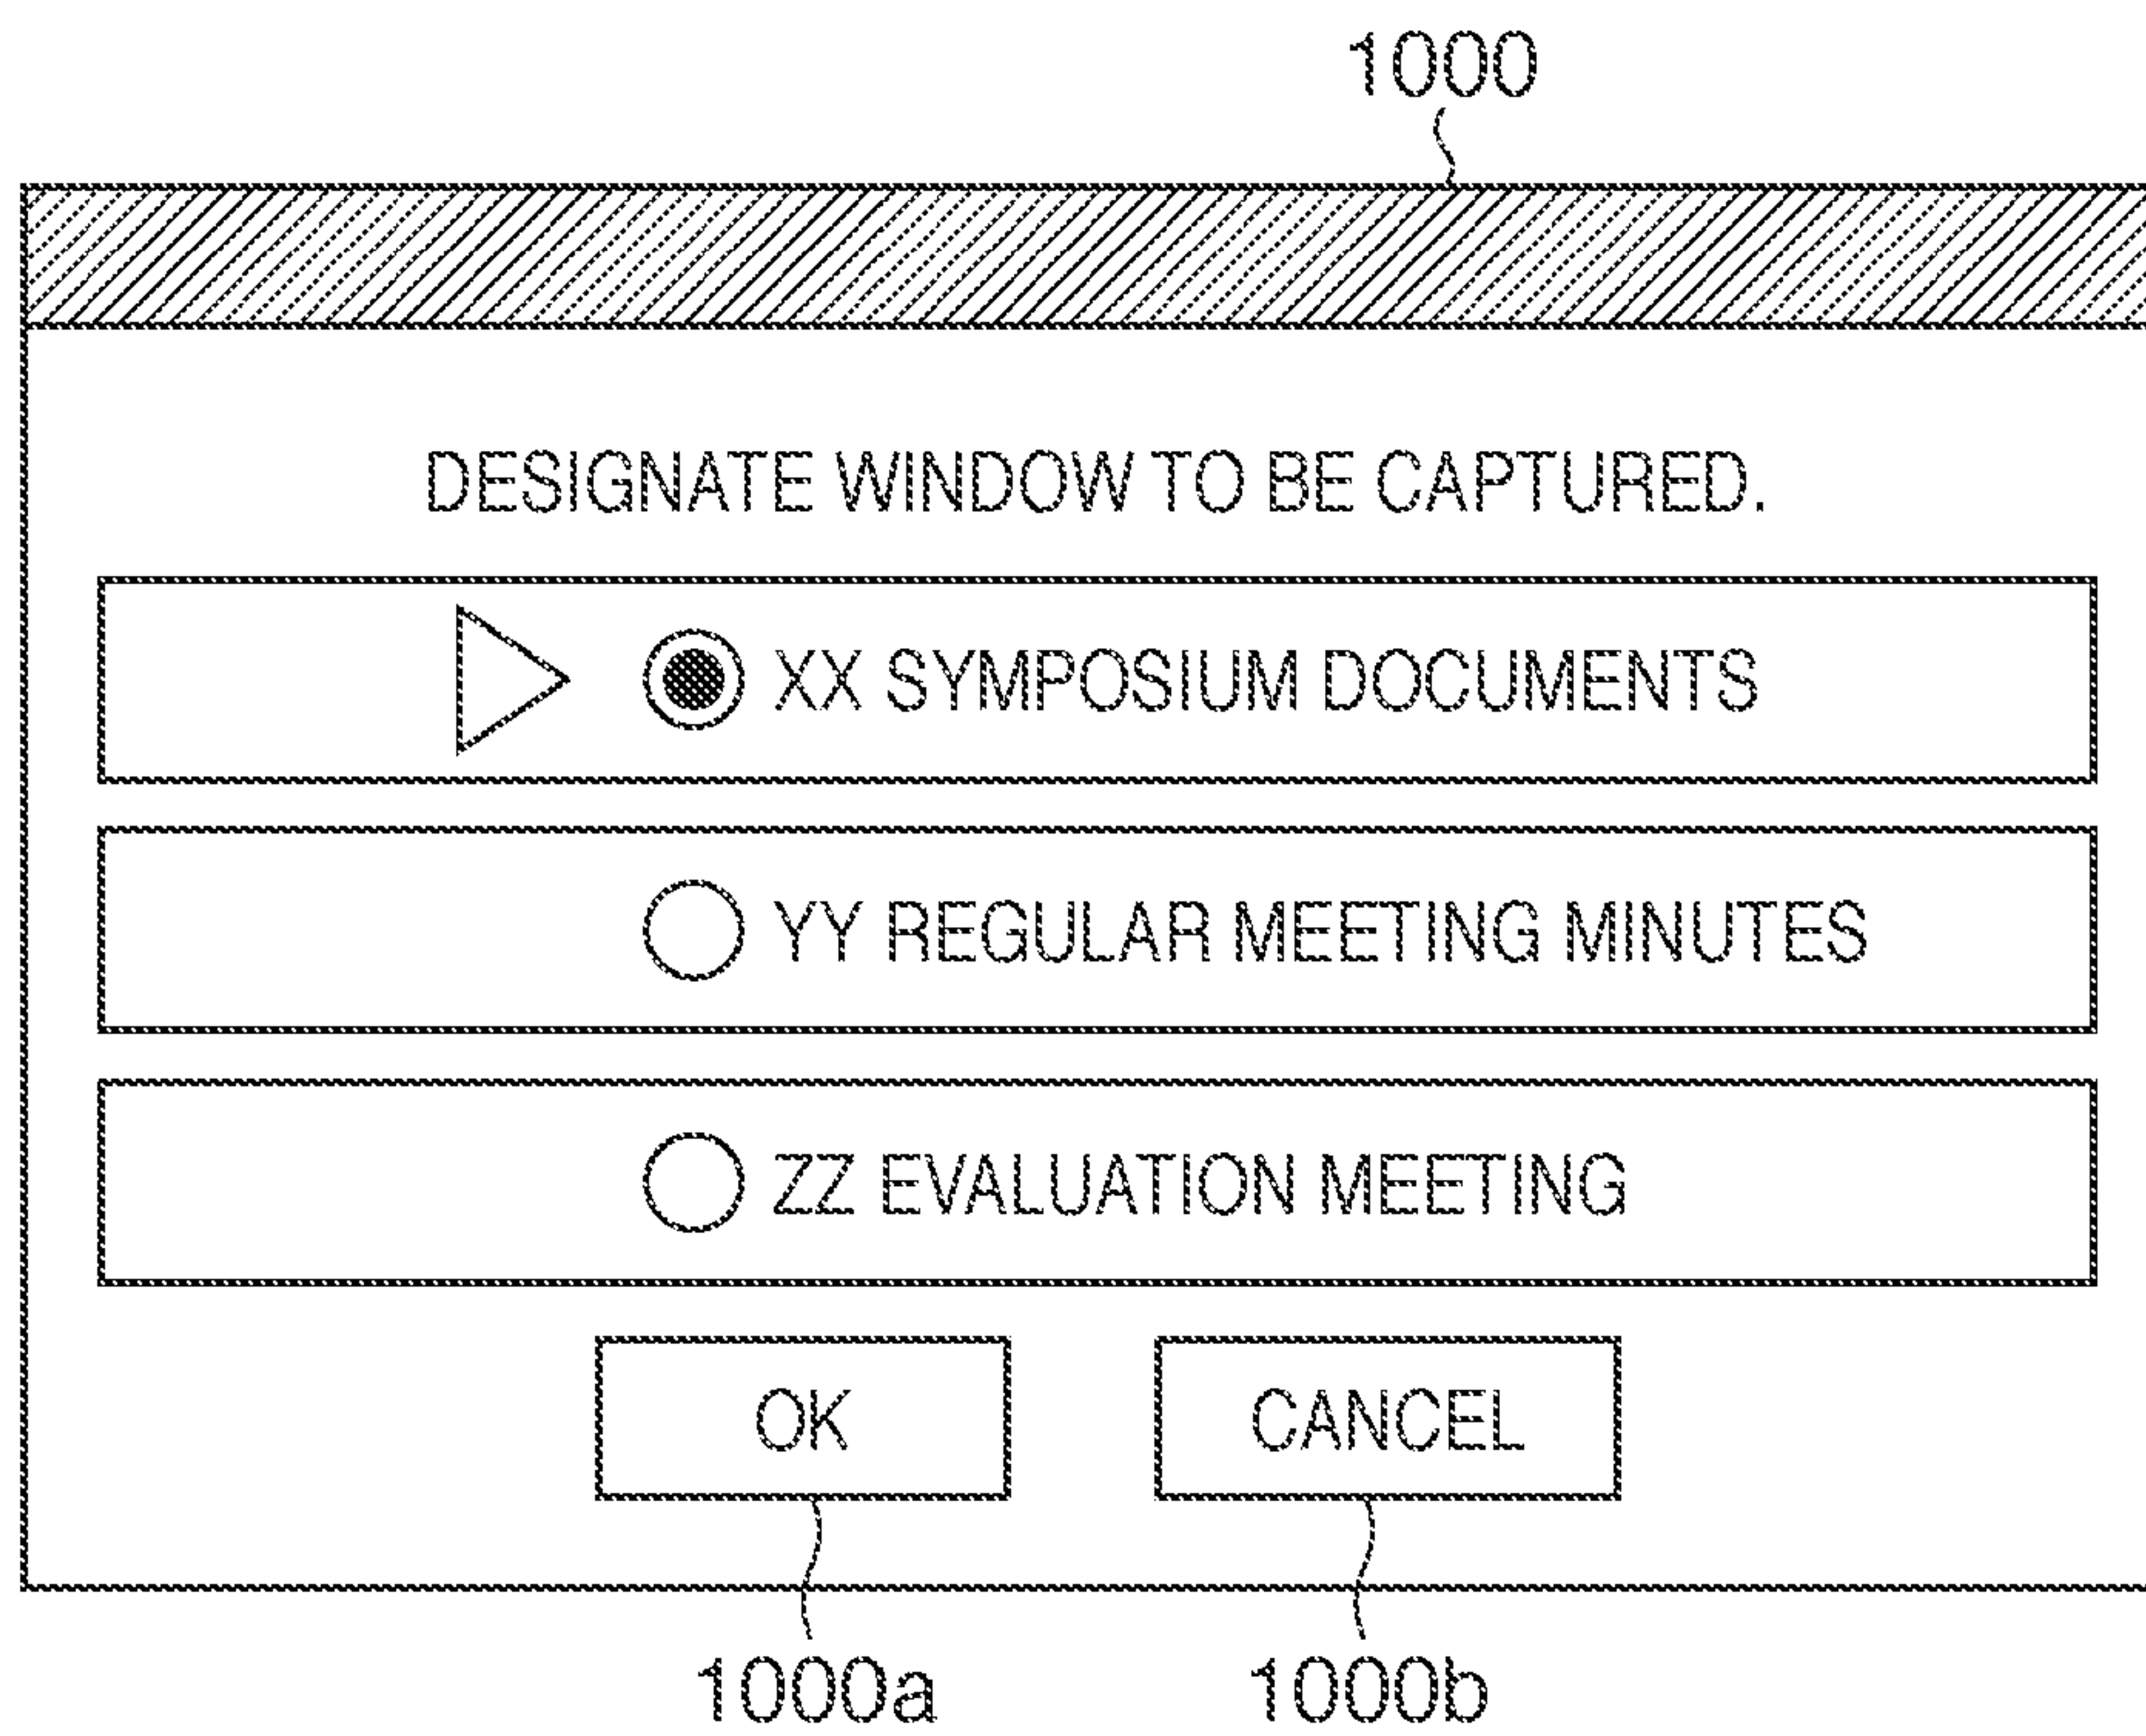 1000
DESIGNATE WINDOW TO BE CAPTURED.
XX SYMPOSIUM DOCUMENTS
YY REGULAR MEETING MINUTES
ZZ EVALUATION MEETING
OK CANCEL
1000a 1000b